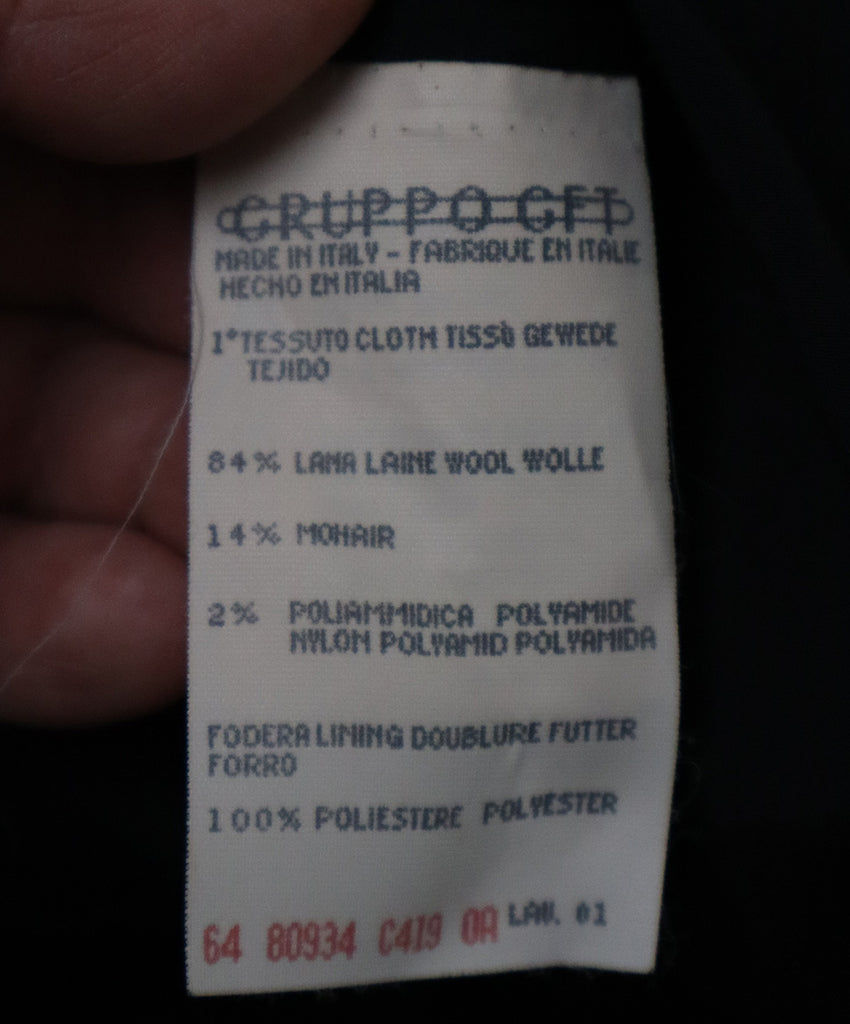 GRUPPO GFT
MADE IN ITALY - FABRIQUE EN ITALIE
HECHO EN ITALIA
1° TESSUTO CLOTH TISSÙ GEWEDE
TEJIDO
84% LANA LAINE WOOL WOLLE
14% MOHAIR
2% POLIAMMIDICA POLYAMIDE
NYLON POLYAMID POLYAMIDA
FODERA LINING DOUBLURE FUTTER
FORRO
100% POLIESTERE POLYESTER
64 80934 C419 0A LAV. 01